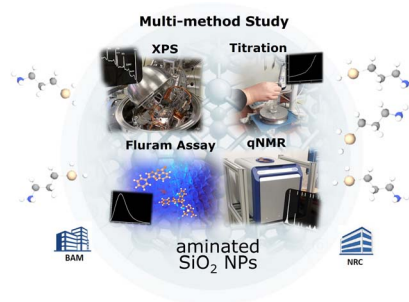 Multi-method Study
XPS
Titration
Fluram Assay
qNMR
aminated
SiO₂ NPs
BAM
NRC